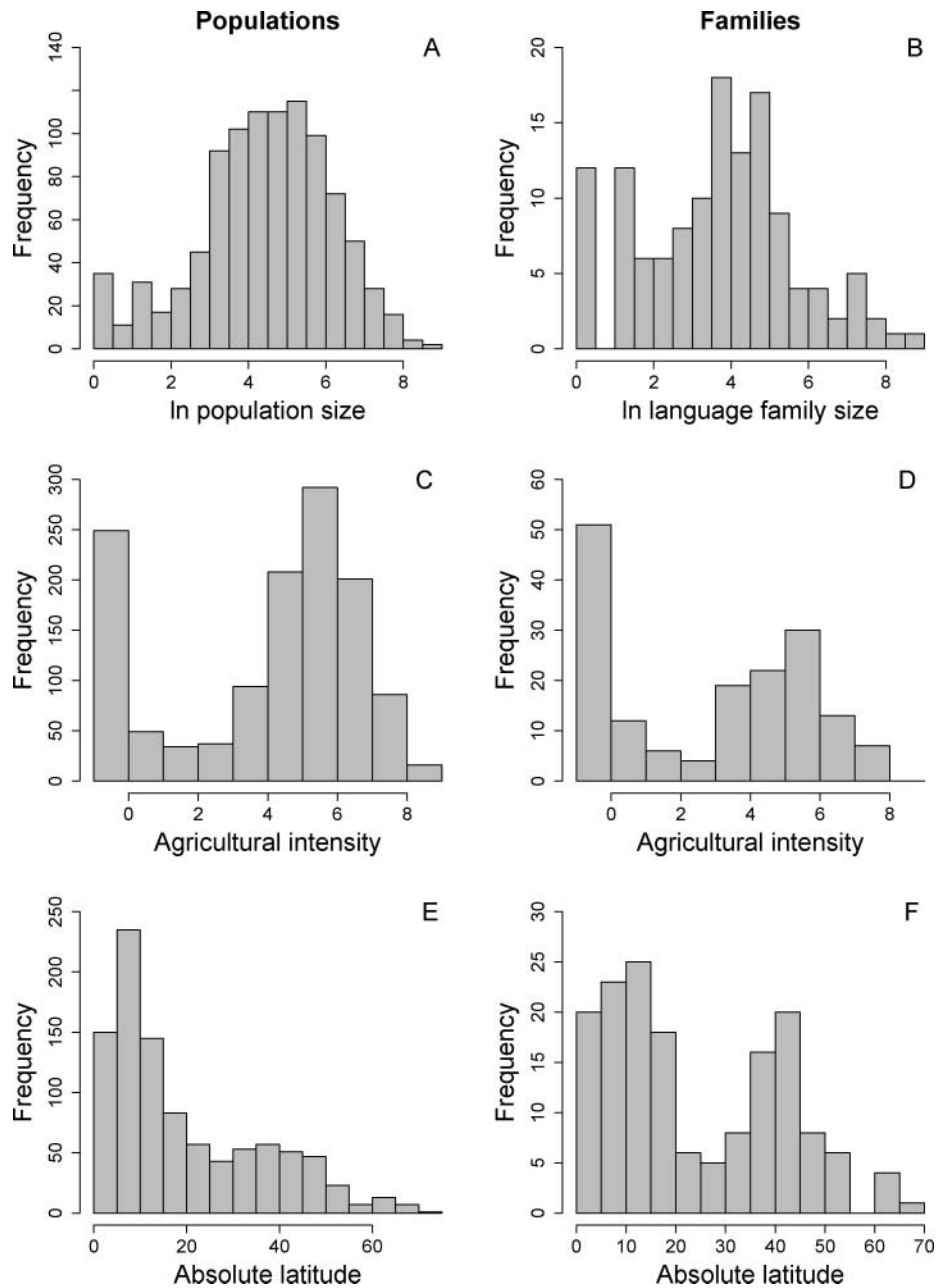 Populations
A
Frequency
0 20 40 60 80 100 140
0 2 4 6 8
ln population size
Families
B
Frequency
0 5 10 15 20
0 2 4 6 8
ln language family size
C
Frequency
0 50 100 150 200 250 300
0 2 4 6 8
Agricultural intensity
D
Frequency
0 10 20 30 40 50 60
0 2 4 6 8
Agricultural intensity
E
Frequency
0 50 100 150 200 250
0 20 40 60
Absolute latitude
F
Frequency
0 5 10 15 20 25 30
0 10 20 30 40 50 60 70
Absolute latitude